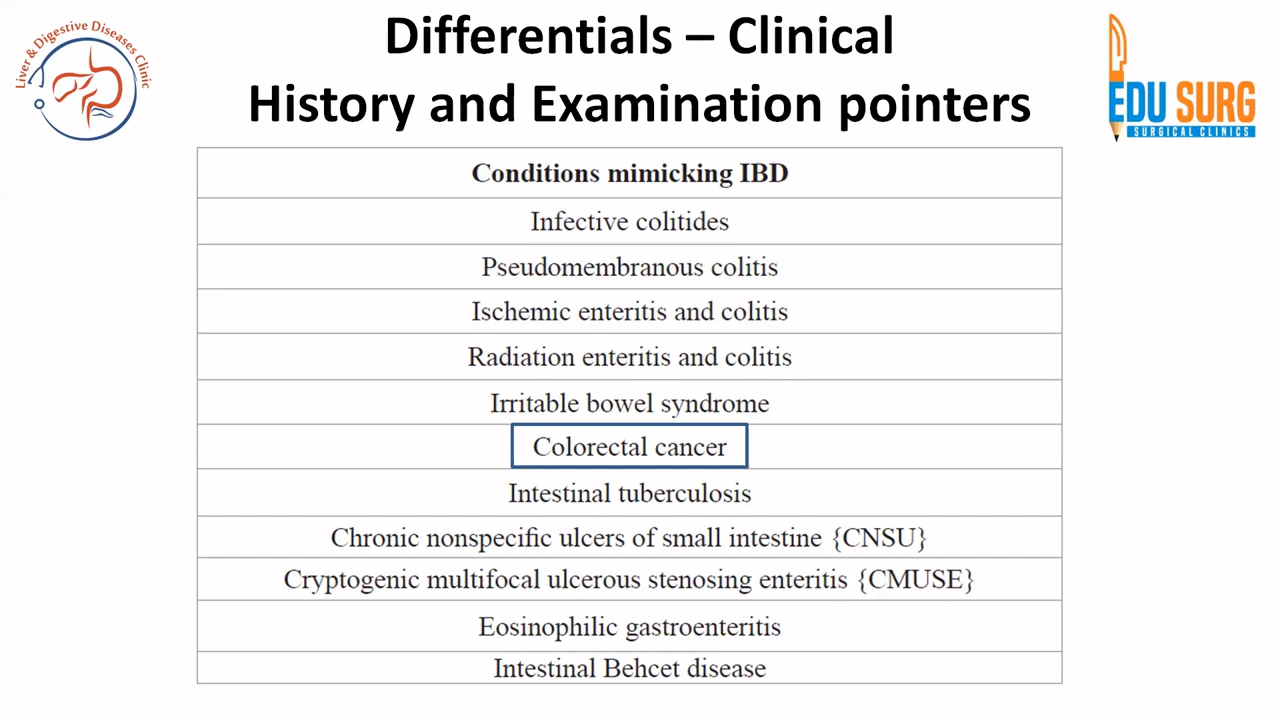 Liver & Digestive Diseases Clinic
Differentials – Clinical
History and Examination pointers
EDU SURG
SURGICAL CLINICS
Conditions mimicking IBD
Infective colitides
Pseudomembranous colitis
Ischemic enteritis and colitis
Radiation enteritis and colitis
Irritable bowel syndrome
Colorectal cancer
Intestinal tuberculosis
Chronic nonspecific ulcers of small intestine {CNSU}
Cryptogenic multifocal ulcerous stenosing enteritis {CMUSE}
Eosinophilic gastroenteritis
Intestinal Behcet disease